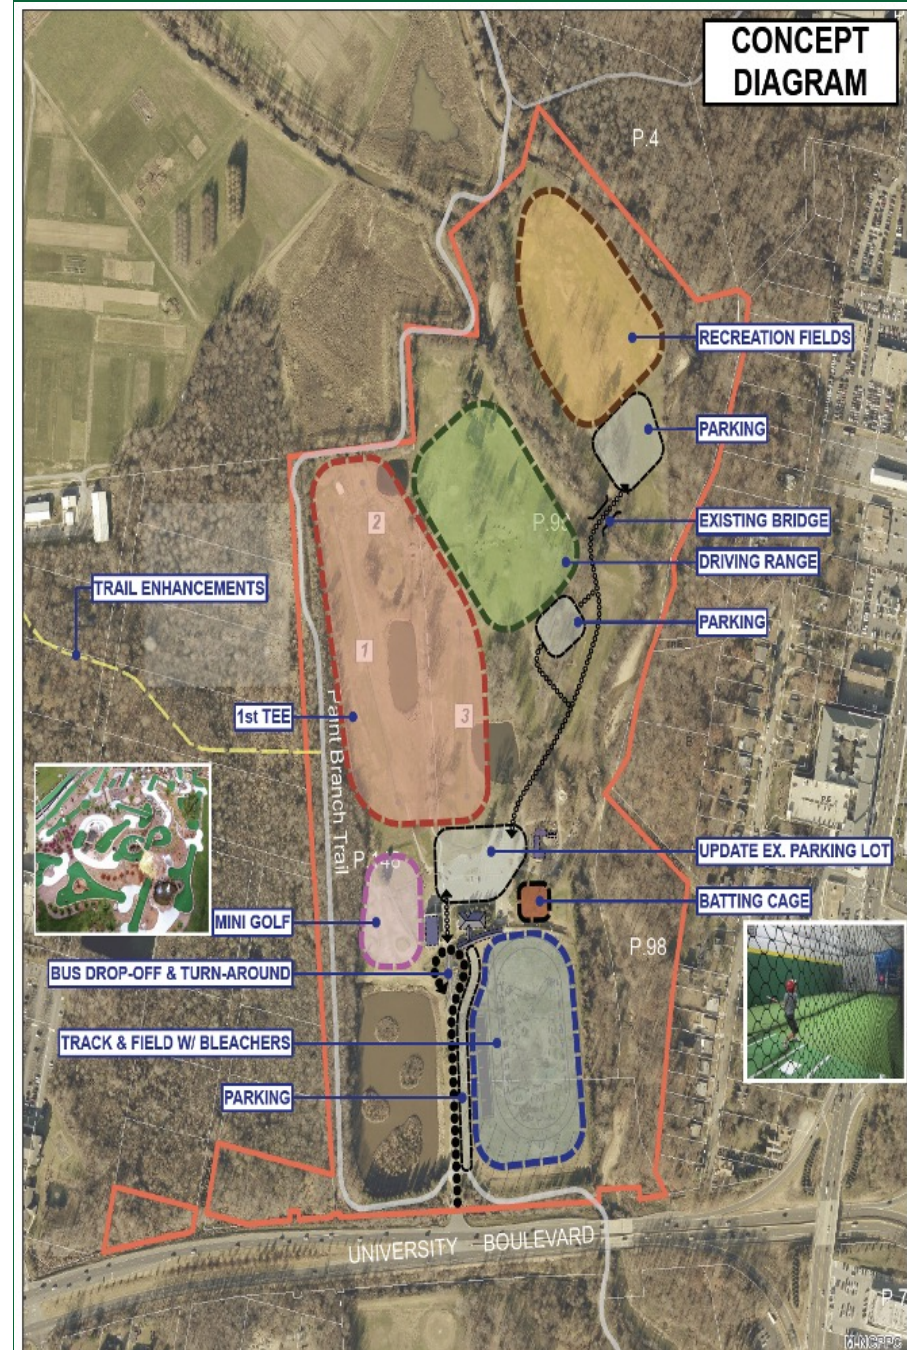 CONCEPT
DIAGRAM
P.4
RECREATION FIELDS
PARKING
EXISTING BRIDGE
DRIVING RANGE
PARKING
2
TRAIL ENHANCEMENTS
1
1st TEE
3
Paint Branch Trail
UPDATE EX. PARKING LOT
BATTING CAGE
MINI GOLF
P.98
BUS DROP-OFF & TURN-AROUND
TRACK & FIELD W/ BLEACHERS
PARKING
UNIVERSITY BOULEVARD
M-NCPPC